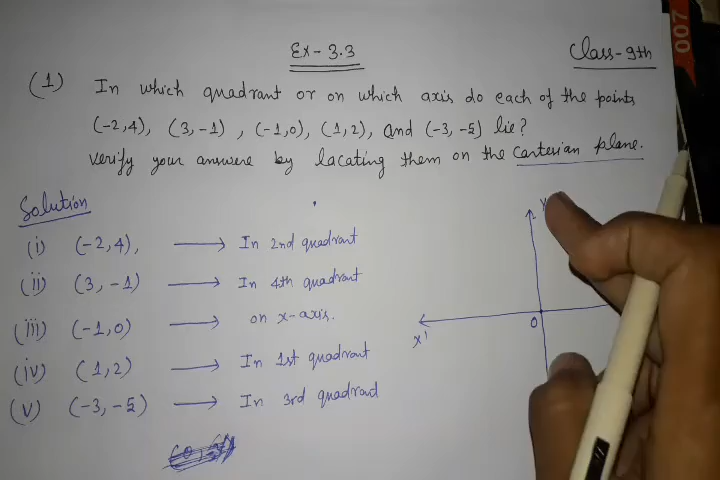 Ex - 3.3
Class - 9th
007
(1) In which quadrant or on which axis do each of the points
(-2,4), (3,-1), (-1,0), (1,2), and (-3,-5) lie?
verify your answere by lacating them on the Carterian plane.
Solution
(i) (-2,4), → In 2nd quadrant
(ii) (3,-1) → In 4th quadrant
(iii) (-1,0) → on x-axis.
(iv) (1,2) → In 1st quadrant
(v) (-3,-5) → In 3rd quadrant
Y
O
X'